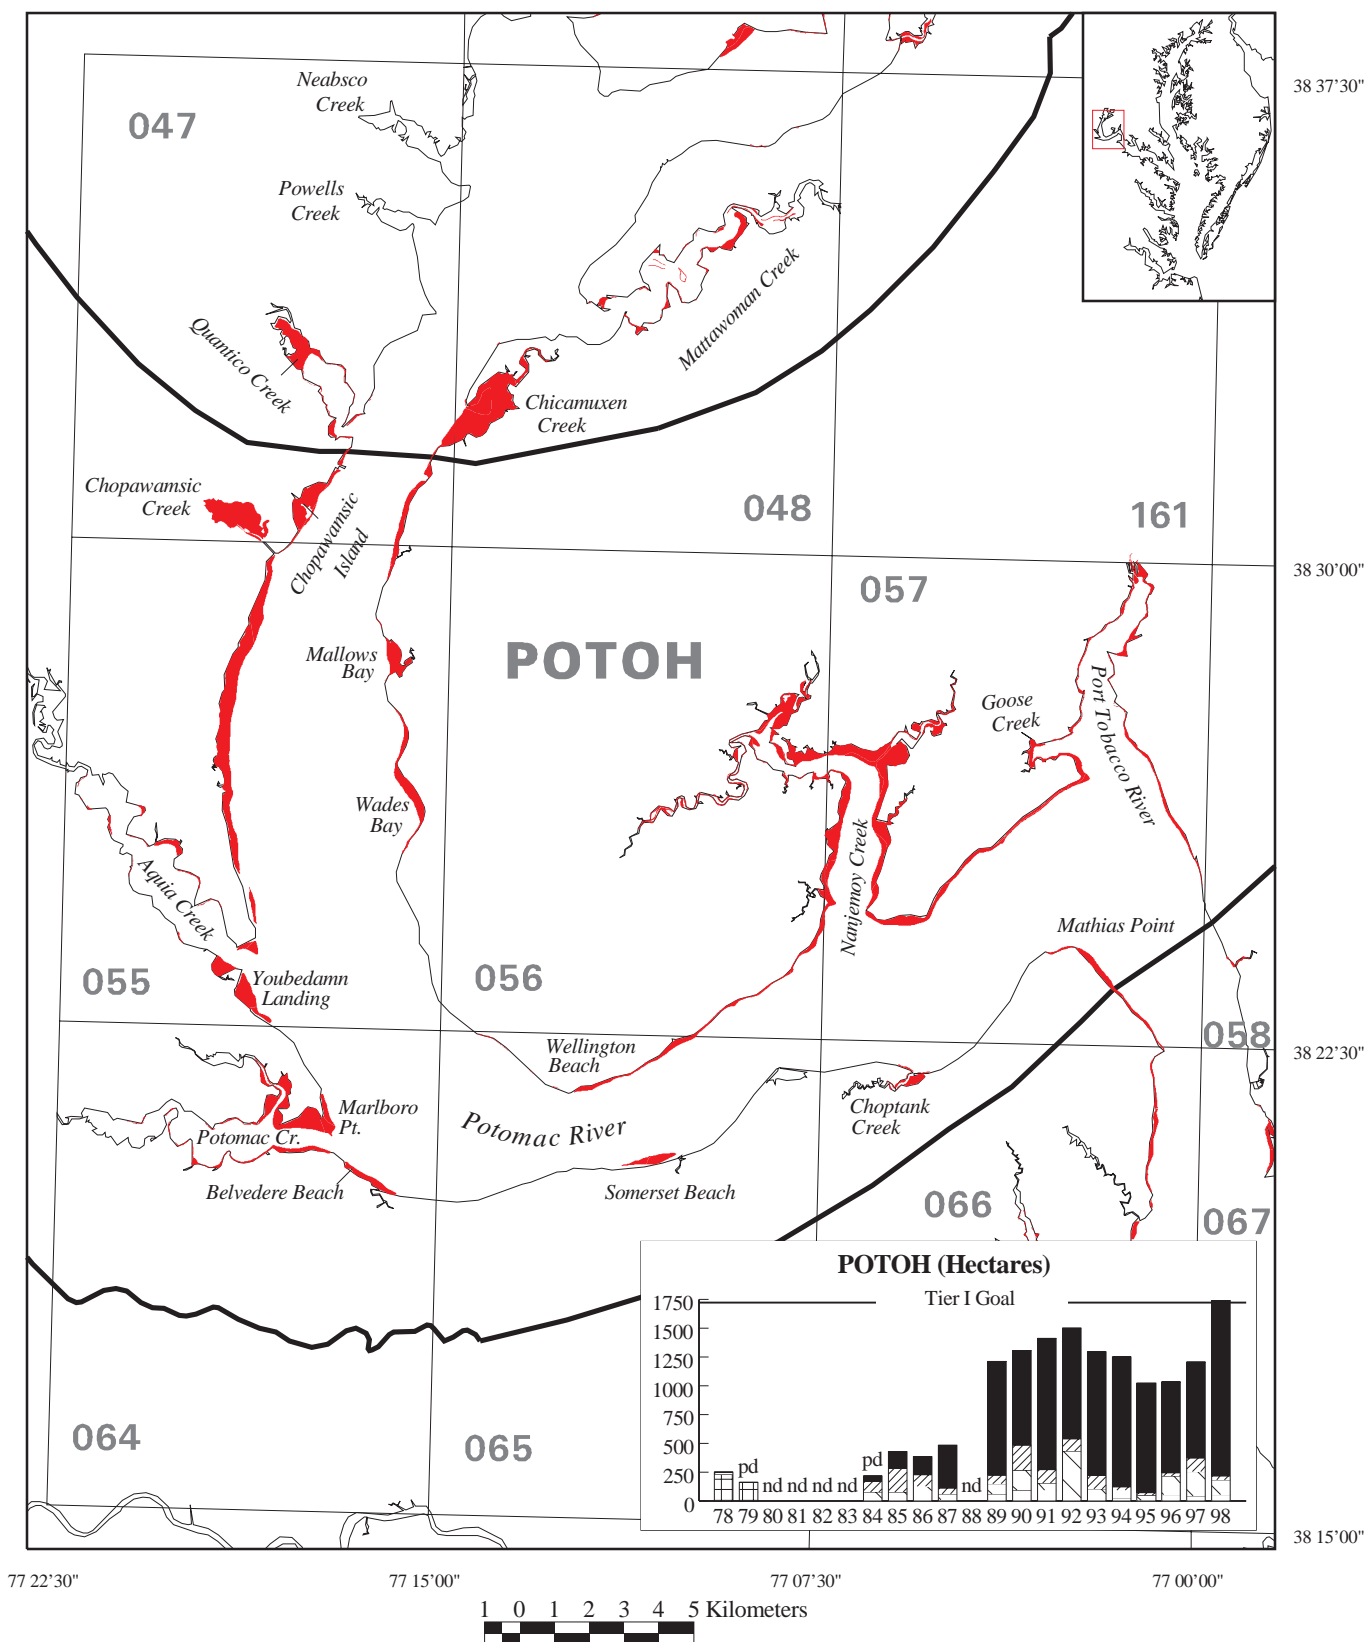 38 37'30"
Neabsco
Creek
047
Powells
Creek
Quantico Creek
Mattawoman Creek
Chicamuxen
Creek
Chopawamsic
Creek
Chopawamsic
Island
048
161
38 30'00"
057
POTOH
Mallows
Bay
Goose
Creek
Port Tobacco River
Wades
Bay
Aquia Creek
Nanjemoy Creek
Mathias Point
055
Youbedamn
Landing
056
058
38 22'30"
Wellington
Beach
Marlboro
Pt.
Potomac River
Choptank
Creek
Potomac Cr.
Belvedere Beach
Somerset Beach
066
067
064
065
POTOH (Hectares)
Tier I Goal
1750
1500
1250
1000
750
500
250
0
pd
nd nd nd nd
pd
nd
78 79 80 81 82 83 84 85 86 87 88 89 90 91 92 93 94 95 96 97 98
38 15'00"
77 22'30"
77 15'00"
77 07'30"
77 00'00"
1 0 1 2 3 4 5 Kilometers